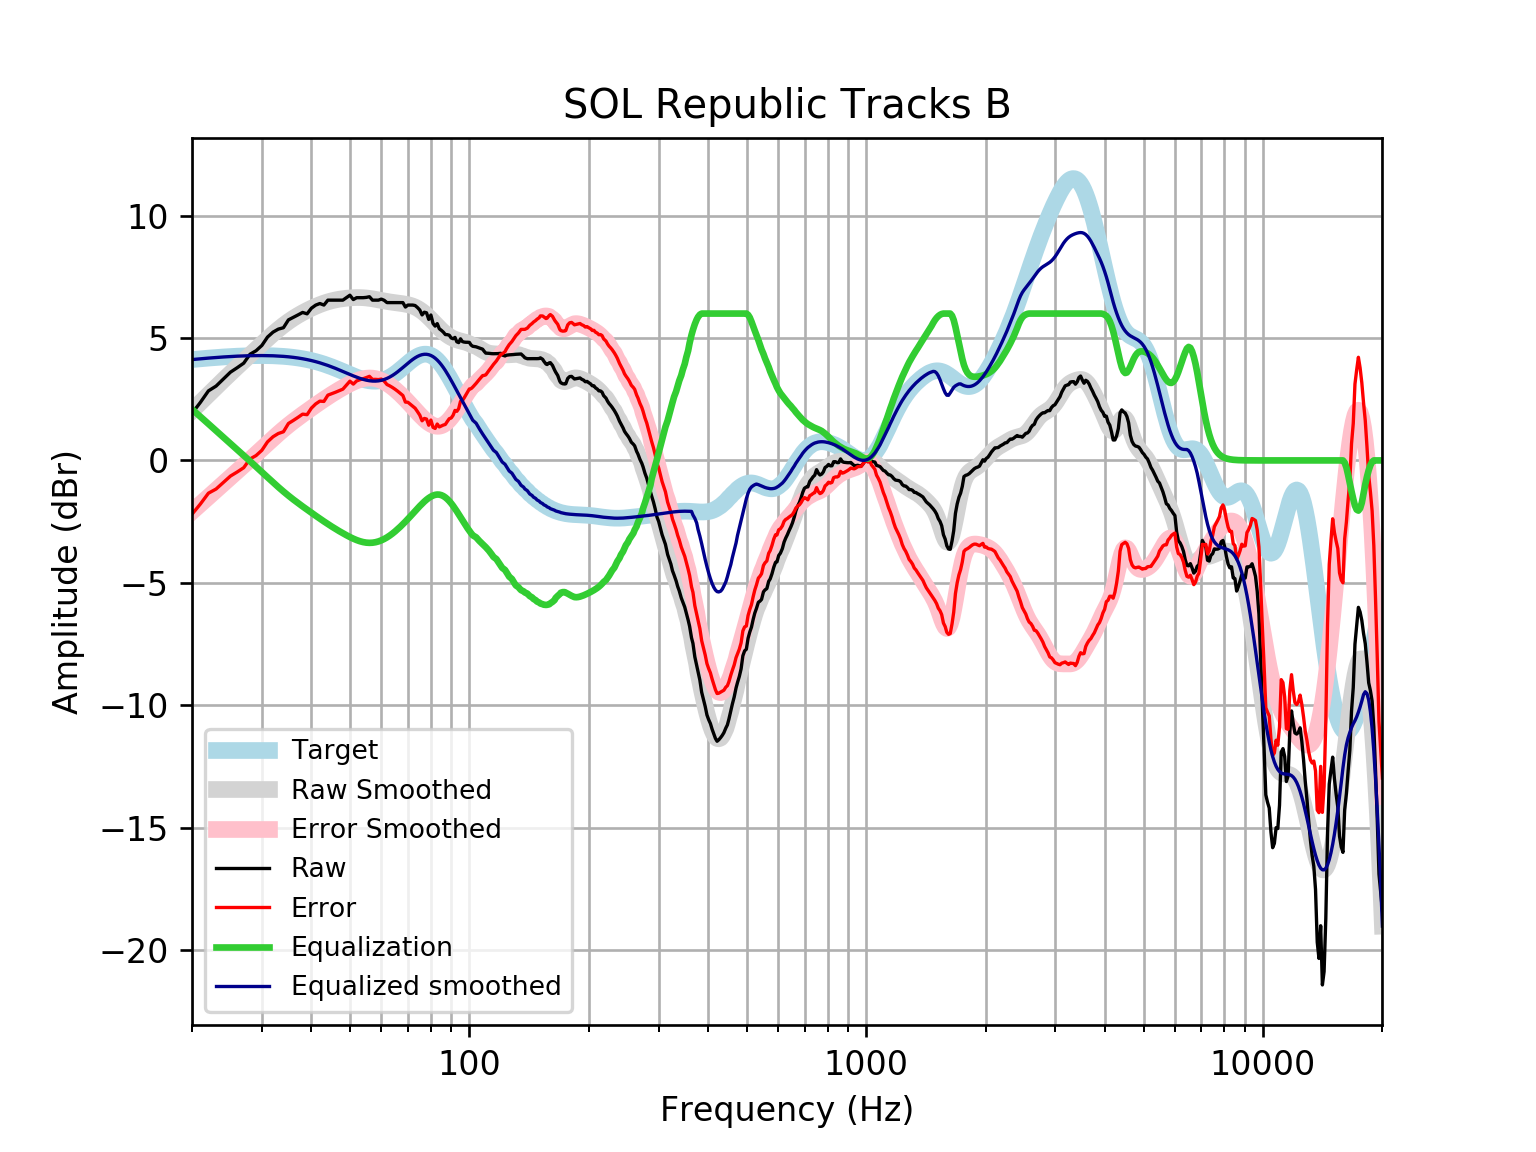 SOL Republic Tracks B
10
5
0
−5
−10
−15
−20
Amplitude (dBr)
Target
Raw Smoothed
Error Smoothed
Raw
Error
Equalization
Equalized smoothed
100
1000
10000
Frequency (Hz)